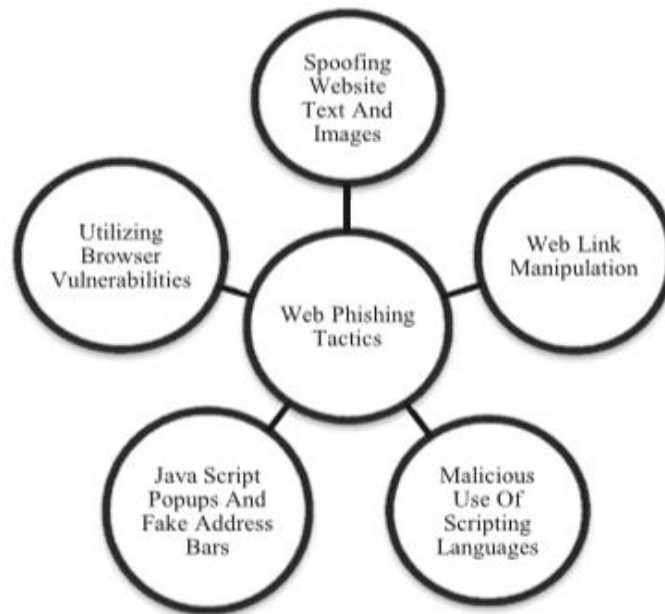 Spoofing
Website
Text And
Images
Utilizing
Browser
Vulnerabilities
Web Link
Manipulation
Web Phishing
Tactics
Java Script
Popups And
Fake Address
Bars
Malicious
Use Of
Scripting
Languages